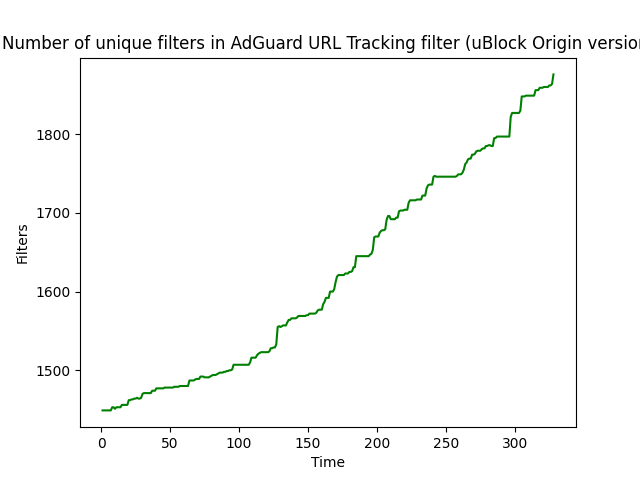 Number of unique filters in AdGuard URL Tracking filter (uBlock Origin version
Filters
1800
1700
1600
1500
0 50 100 150 200 250 300
Time